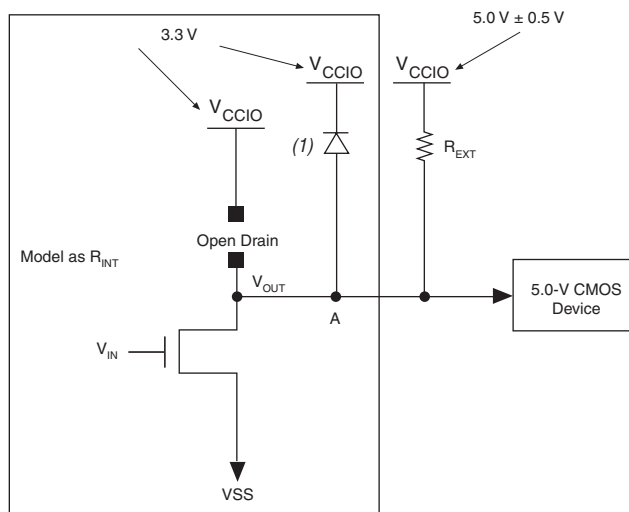 3.3 V
5.0 V ± 0.5 V
VCCIO
VCCIO
VCCIO
(1)
REXT
Open Drain
Model as RINT
VOUT
A
5.0-V CMOS
Device
VIN
VSS